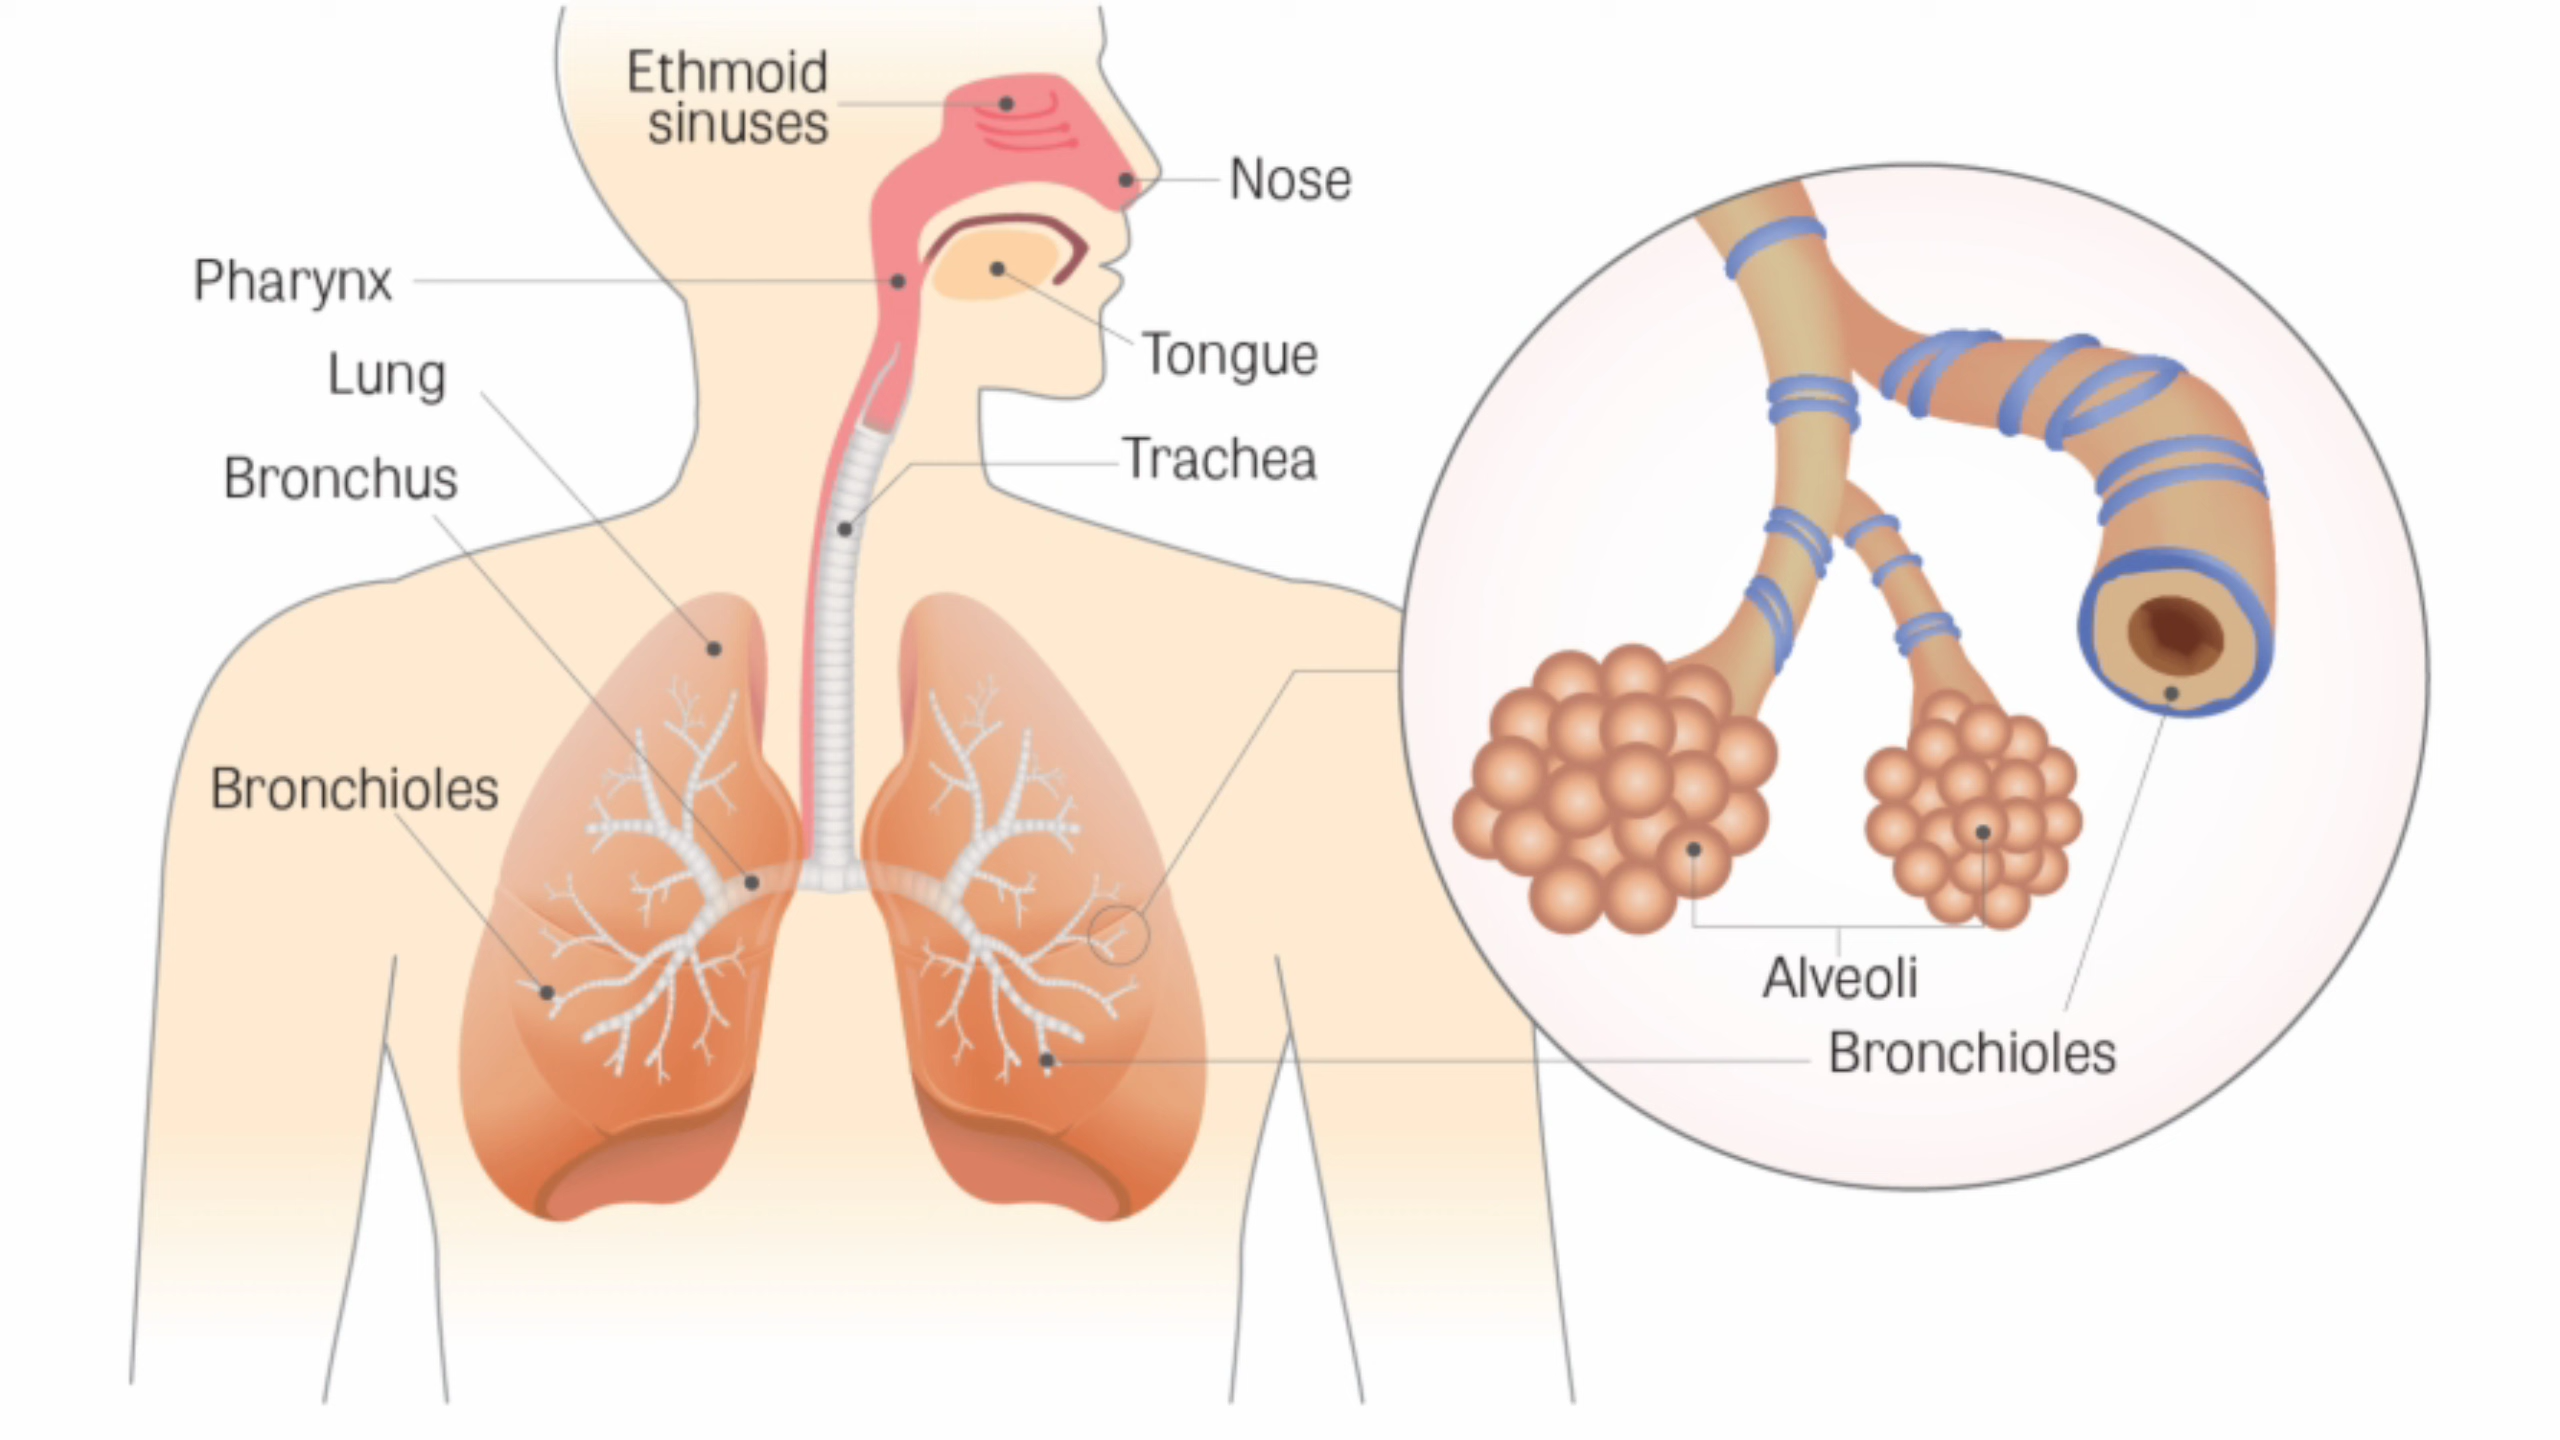 Ethmoid
sinuses
Nose
Pharynx
Tongue
Lung
Trachea
Bronchus
Bronchioles
Alveoli
Bronchioles